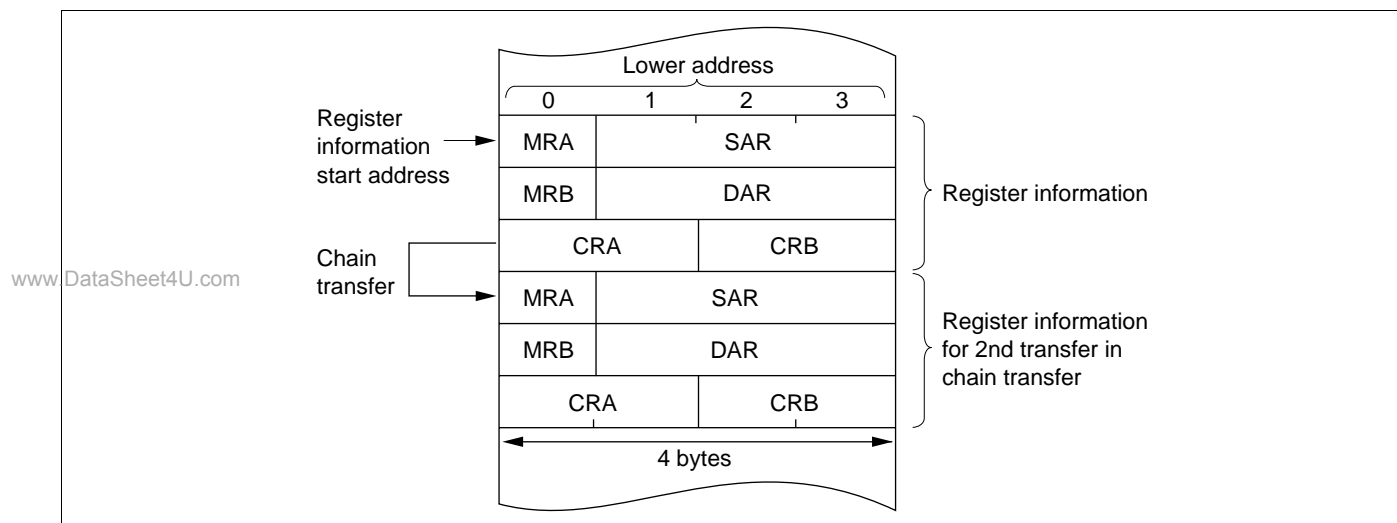 Lower address
0 1 2 3
Register
information
start address
MRA SAR
MRB DAR
Register information
CRA CRB
Chain
transfer
www.DataSheet4U.com
MRA SAR
MRB DAR
Register information
for 2nd transfer in
chain transfer
CRA CRB
4 bytes